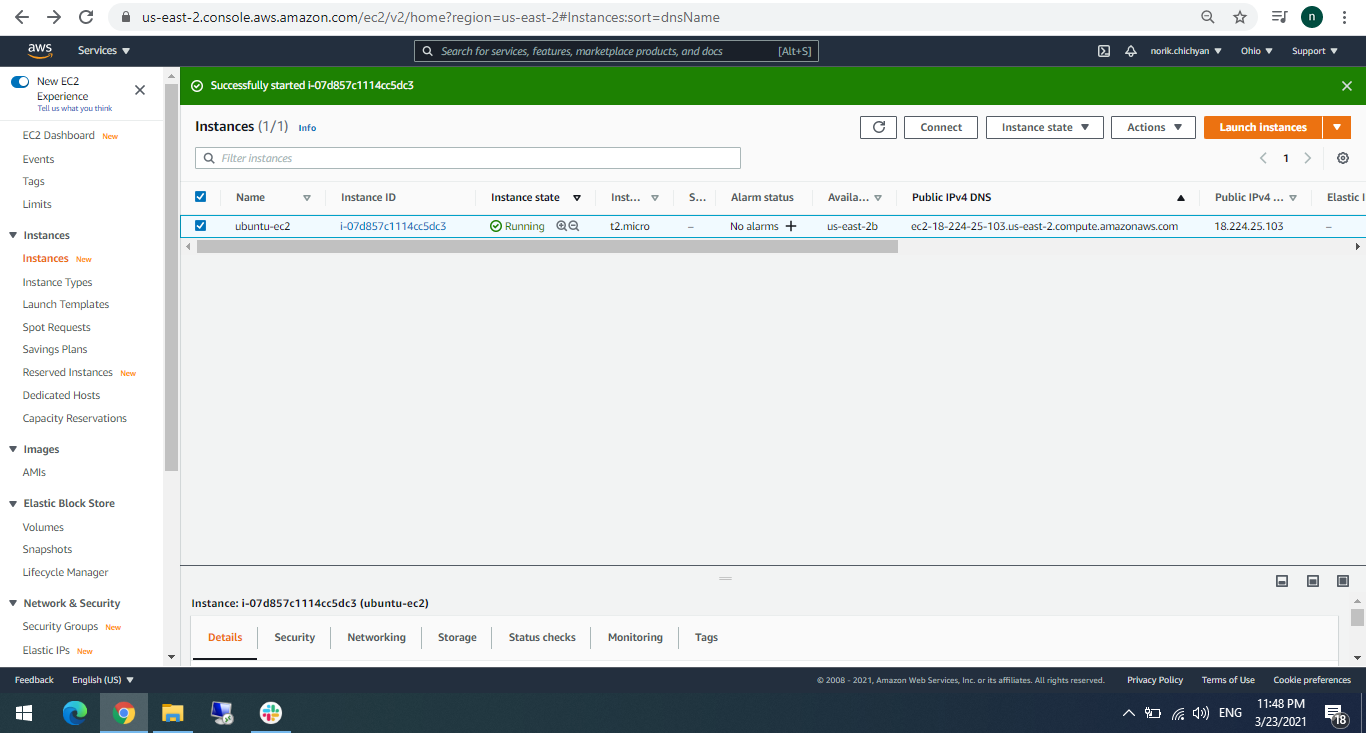 us-east-2.console.aws.amazon.com/ec2/v2/home?region=us-east-2#Instances:sort=dnsName
n
aws
Services
Search for services, features, marketplace products, and docs
[Alt+S]
norik.chichyan
Ohio
Support
New EC2
Experience
Tell us what you think
EC2 Dashboard New
Events
Tags
Limits
Instances
Instances New
Instance Types
Launch Templates
Spot Requests
Savings Plans
Reserved Instances New
Dedicated Hosts
Capacity Reservations
Images
AMIs
Elastic Block Store
Volumes
Snapshots
Lifecycle Manager
Network & Security
Security Groups New
Elastic IPs New
Successfully started i-07d857c1114cc5dc3
Instances (1/1) Info
Connect
Instance state
Actions
Launch instances
Filter instances
1
Name Instance ID Instance state Inst... S... Alarm status Availa... Public IPv4 DNS Public IPv4 ... Elastic I
ubuntu-ec2 i-07d857c1114cc5dc3 Running t2.micro – No alarms + us-east-2b ec2-18-224-25-103.us-east-2.compute.amazonaws.com 18.224.25.103 –
Instance: i-07d857c1114cc5dc3 (ubuntu-ec2)
Details Security Networking Storage Status checks Monitoring Tags
Feedback English (US) © 2008 - 2021, Amazon Web Services, Inc. or its affiliates. All rights reserved. Privacy Policy Terms of Use Cookie preferences
ENG
11:48 PM
3/23/2021
18